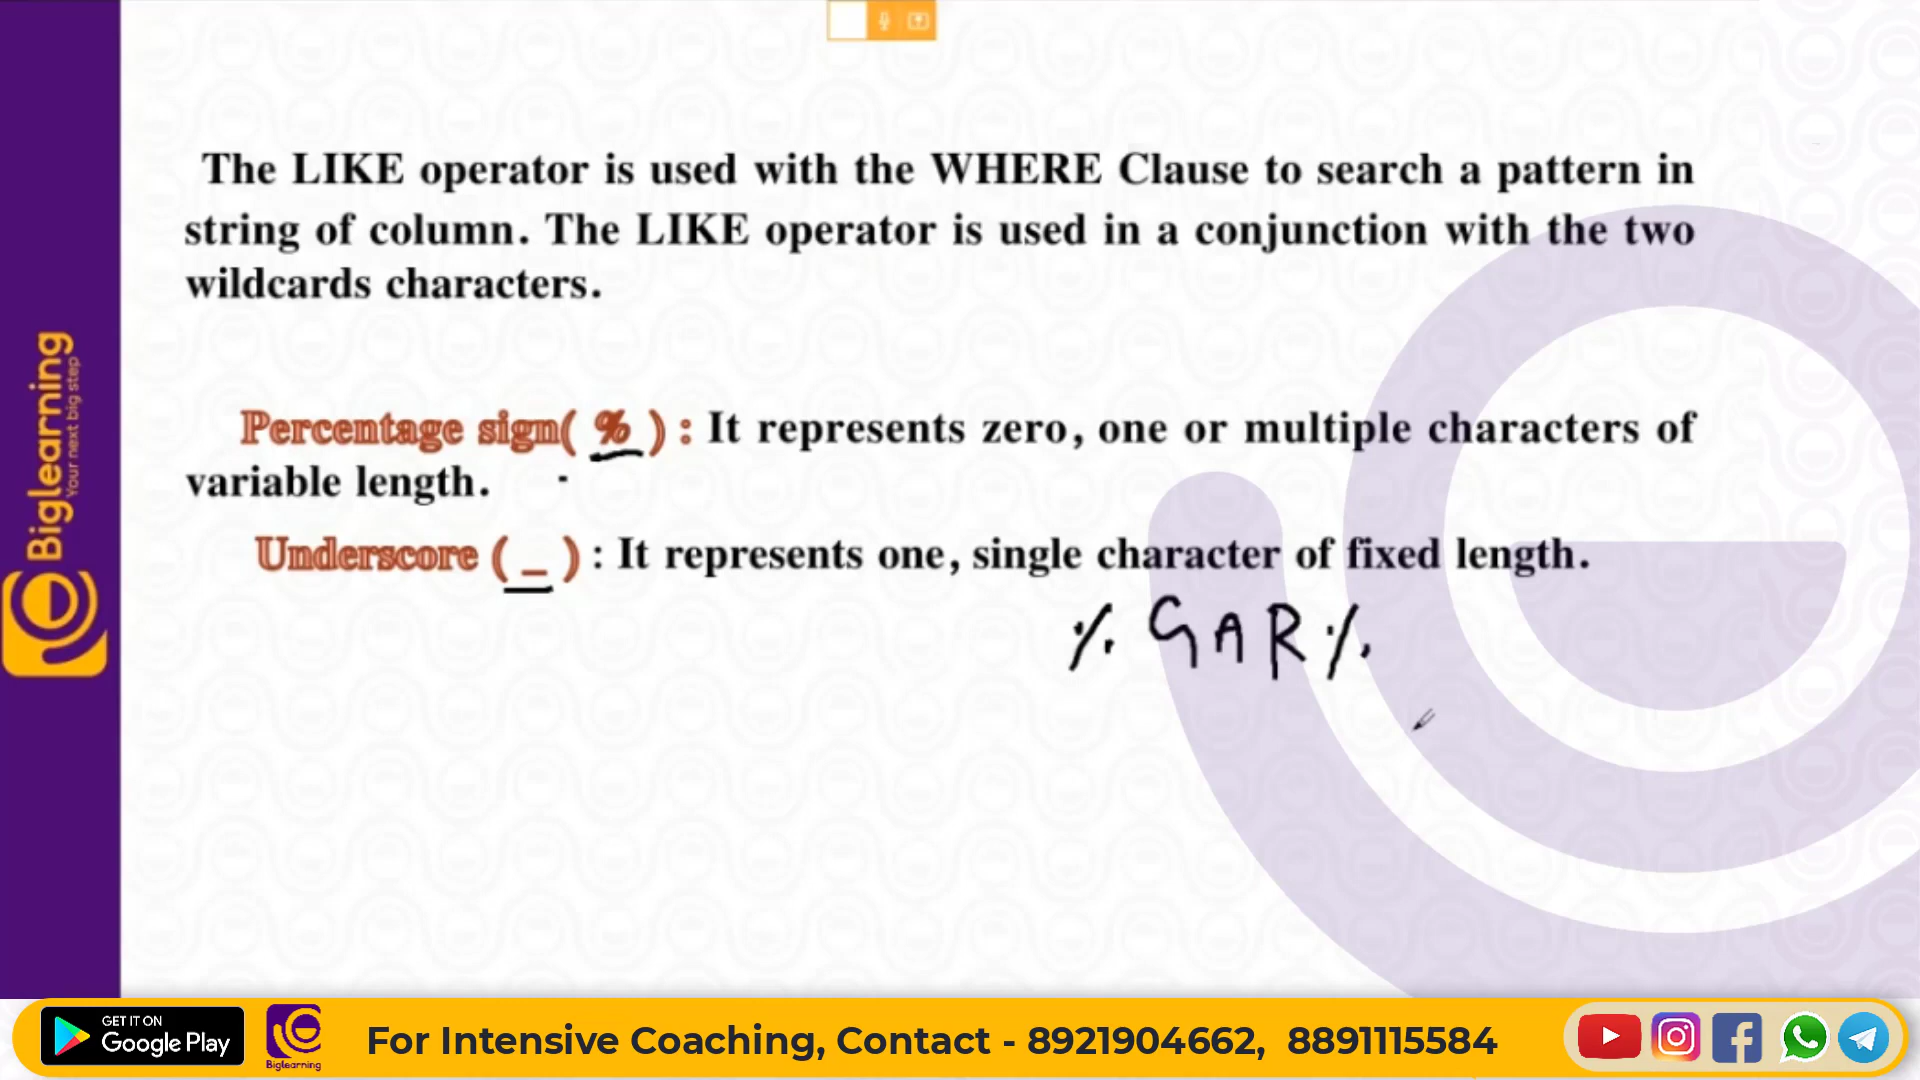 The LIKE operator is used with the WHERE Clause to search a pattern in
string of column. The LIKE operator is used in a conjunction with the two
wildcards characters.
Percentage sign( % ) : It represents zero, one or multiple characters of
variable length.
Underscore ( _ ) : It represents one, single character of fixed length.
% GAR %
Biglearning
Your next big step
GET IT ON
Google Play
Biglearning
For Intensive Coaching, Contact - 8921904662, 8891115584